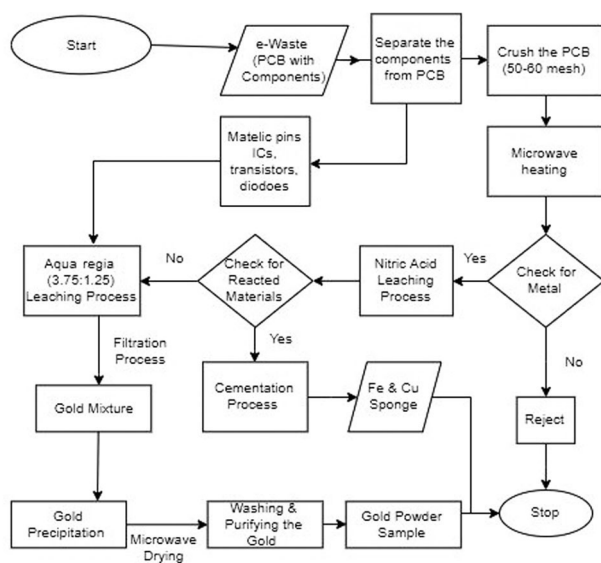 Start
e-Waste
(PCB with
Components)
Separate the
components
from PCB
Crush the PCB
(50-60 mesh)
Matelic pins
ICs,
transistors,
diodoes
Microwave
heating
Aqua regia
(3.75:1.25)
Leaching Process
No
Check for
Reacted
Materials
Nitric Acid
Leaching
Process
Yes
Check for
Metal
Filtration
Process
Yes
No
Gold Mixture
Cementation
Process
Fe & Cu
Sponge
Reject
Gold
Precipitation
Microwave
Drying
Washing &
Purifying the
Gold
Gold Powder
Sample
Stop